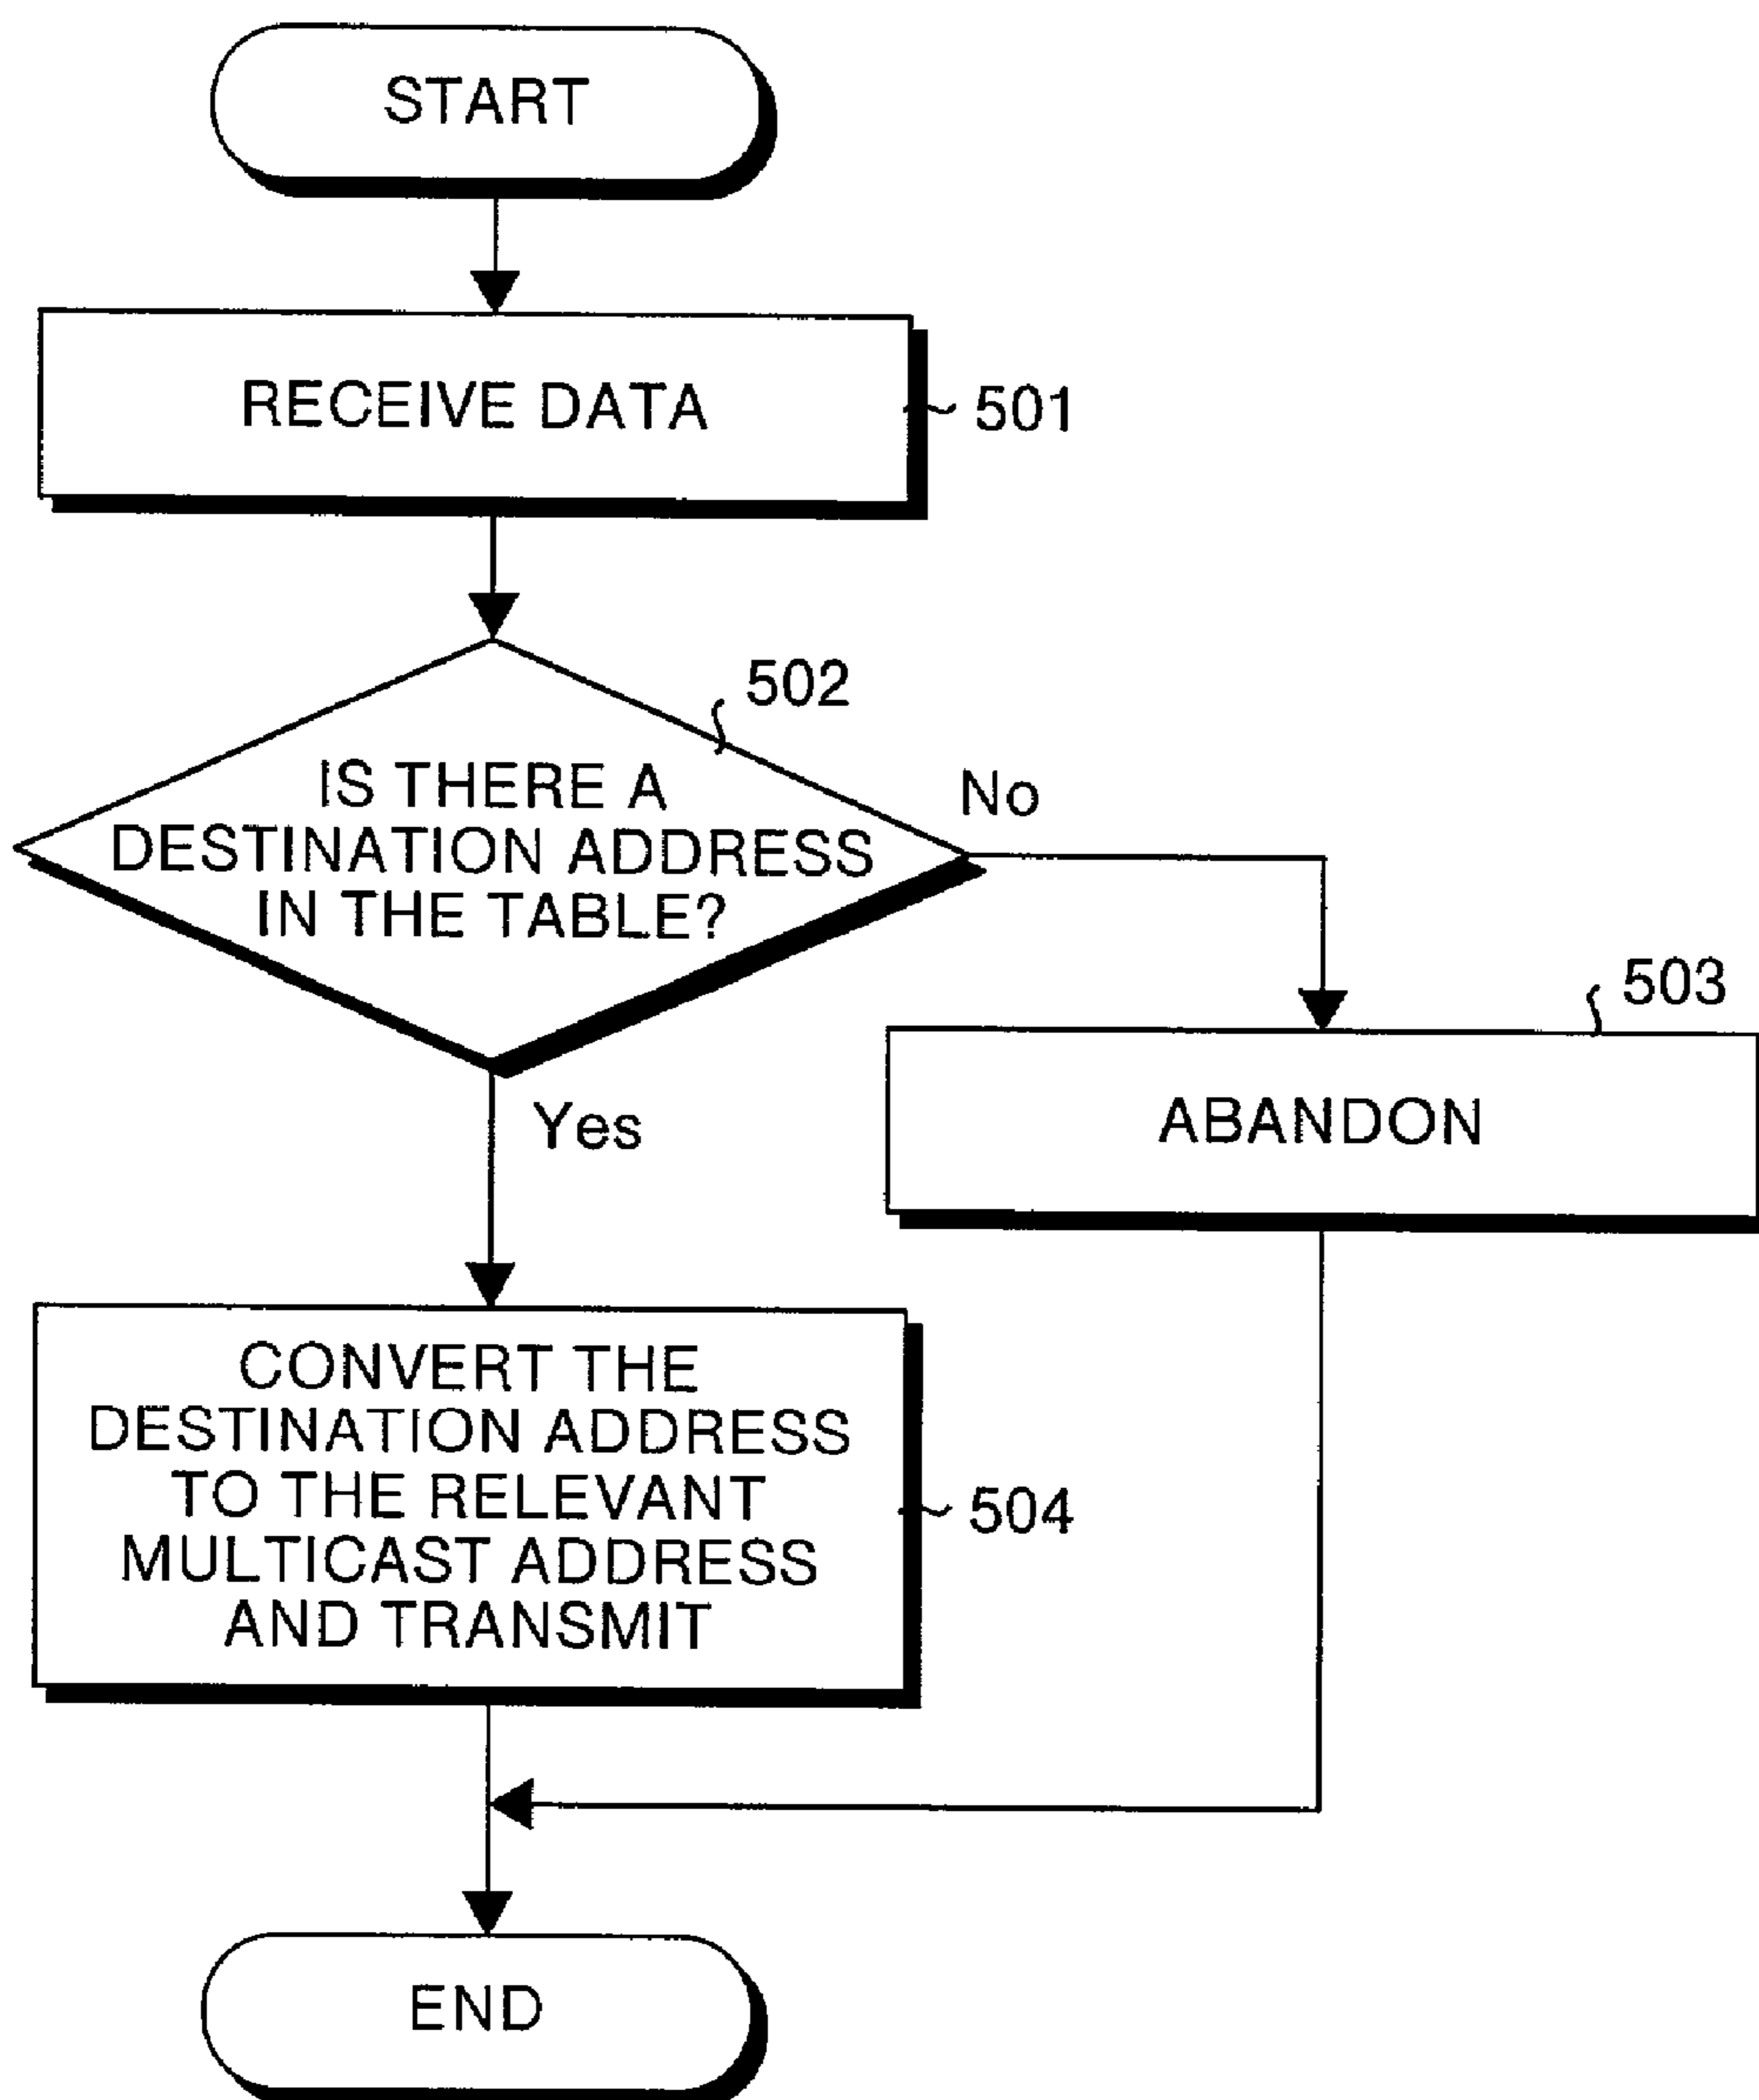 START
RECEIVE DATA
501
502
IS THERE A
DESTINATION ADDRESS
IN THE TABLE?
No
Yes
503
ABANDON
CONVERT THE
DESTINATION ADDRESS
TO THE RELEVANT
MULTICAST ADDRESS
AND TRANSMIT
504
END